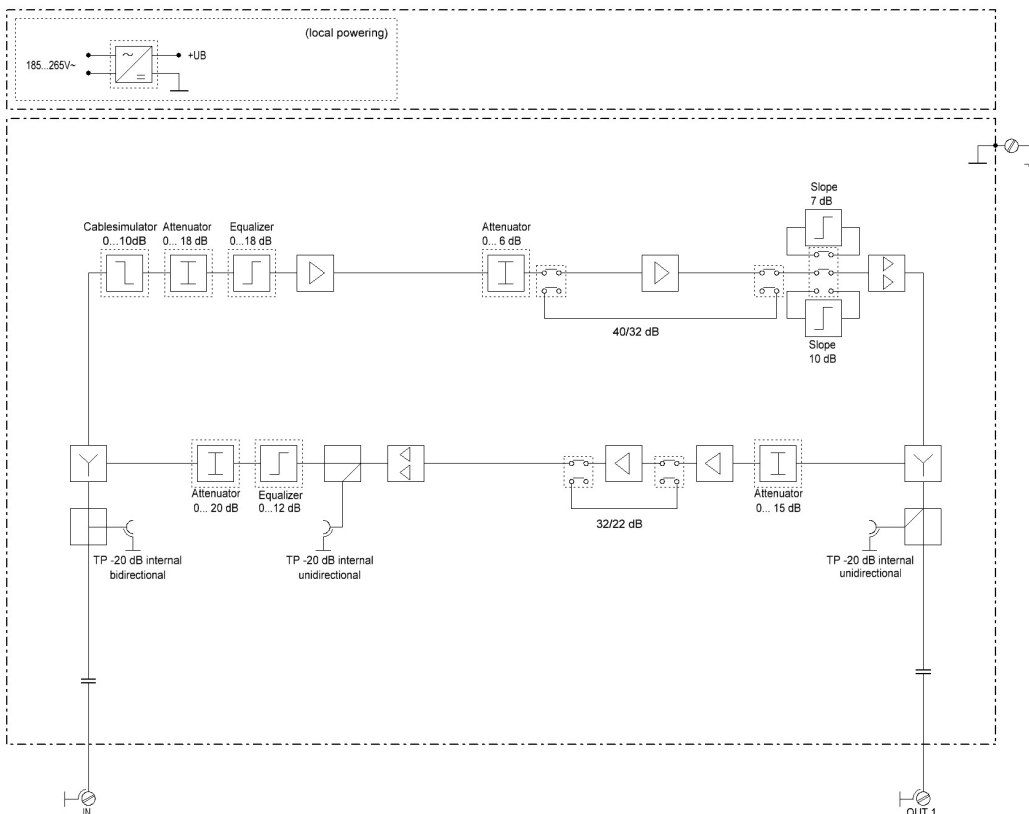 (local powering)
185...265V~
+UB
Slope
7 dB
Cablesimulator
0...10dB
Attenuator
0... 18 dB
Equalizer
0...18 dB
Attenuator
0... 6 dB
40/32 dB
Slope
10 dB
Attenuator
0... 20 dB
Equalizer
0...12 dB
32/22 dB
Attenuator
0... 15 dB
TP -20 dB internal
bidirectional
TP -20 dB internal
unidirectional
TP -20 dB internal
unidirectional
IN
OUT 1